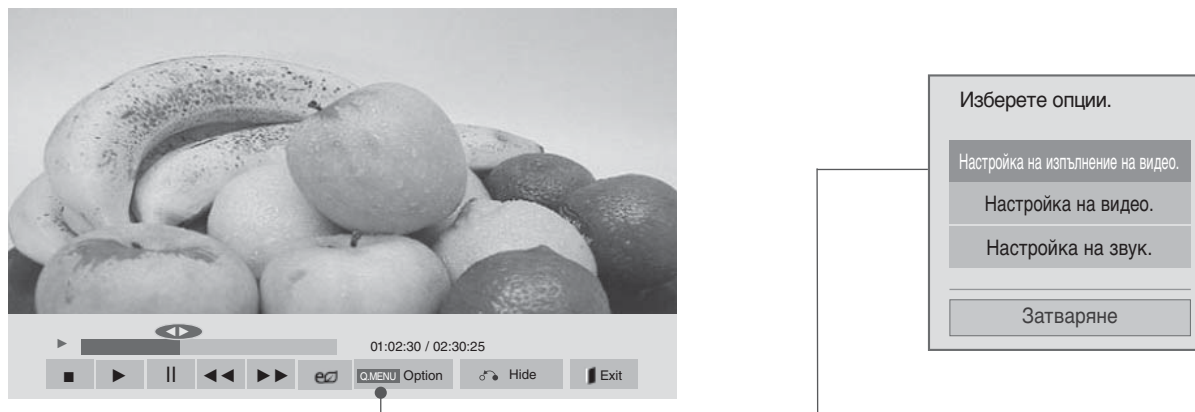 01:02:30 / 02:30:25
Q.MENU Option
Hide
Exit
Изберете опции.
Настройка на изпълнение на видео.
Настройка на видео.
Настройка на звук.
Затваряне